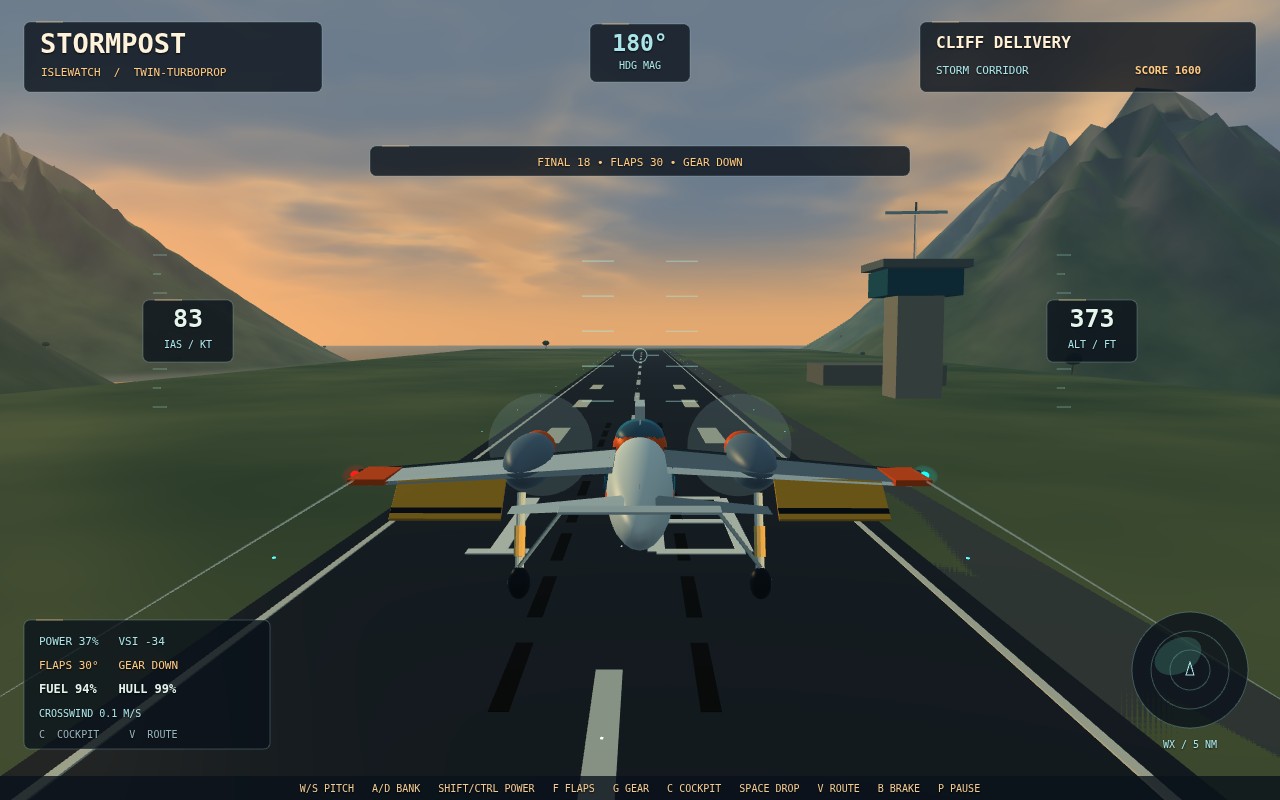 STORMPOST
ISLEWATCH / TWIN-TURBOPROP
180°
HDG MAG
CLIFF DELIVERY
STORM CORRIDOR SCORE 1600
FINAL 18 • FLAPS 30 • GEAR DOWN
83
IAS / KT
373
ALT / FT
POWER 37% VSI -34
FLAPS 30° GEAR DOWN
FUEL 94% HULL 99%
CROSSWIND 0.1 M/S
C COCKPIT V ROUTE
WX / 5 NM
W/S PITCH A/D BANK SHIFT/CTRL POWER F FLAPS G GEAR C COCKPIT SPACE DROP V ROUTE B BRAKE P PAUSE